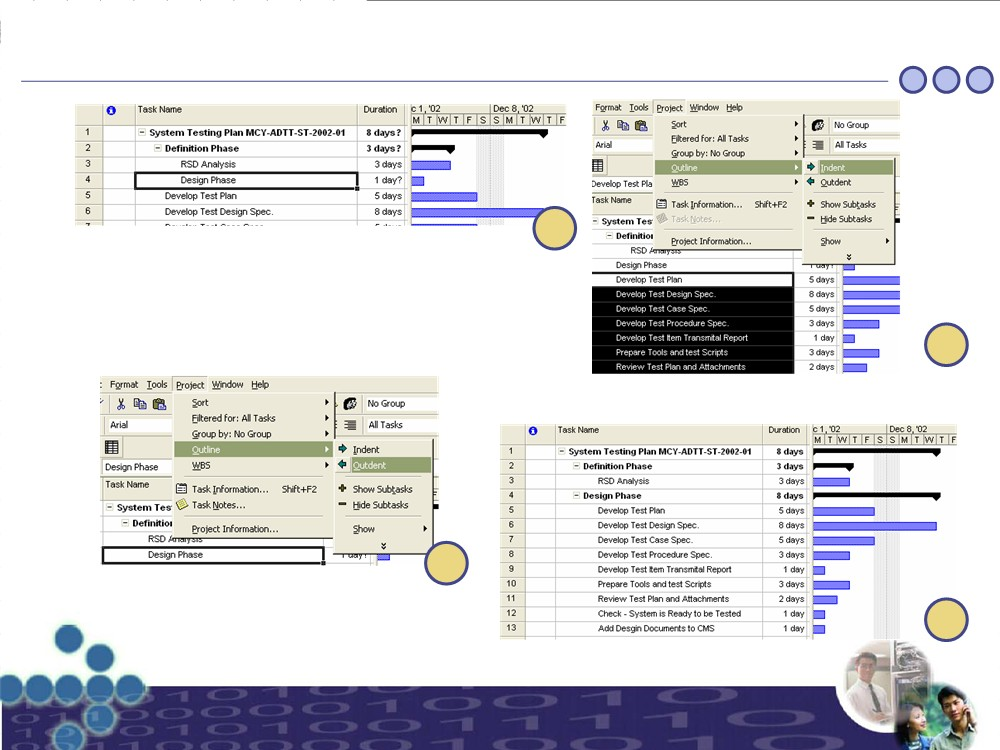 Task Name Duration c 1, '02 Dec 8, '02
M T W T F S S M T W T F
1 System Testing Plan MCY-ADTT-ST-2002-01 8 days?
2 Definition Phase 3 days?
3 RSD Analysis 3 days
4 Design Phase 1 day?
5 Develop Test Plan 5 days
6 Develop Test Design Spec. 8 days
Format Tools Project Window Help
Sort
Filtered for: All Tasks
Group by: No Group
Outline
WBS
Task Information... Shift+F2
Task Notes...
Project Information...
No Group
Arial
All Tasks
Indent
Outdent
Show Subtasks
Hide Subtasks
Show
Develop Test Pla
Task Name
System Tes
Definitio
RSD Analysis
Design Phase 1 day?
Develop Test Plan 5 days
Develop Test Design Spec. 8 days
Develop Test Case Spec. 5 days
Develop Test Procedure Spec. 3 days
Develop Test Item Transmital Report 1 day
Prepare Tools and test Scripts 3 days
Review Test Plan and Attachments 2 days
Format Tools Project Window Help
Sort
Filtered for: All Tasks
Group by: No Group
Outline
WBS
Task Information... Shift+F2
Task Notes...
Project Information...
No Group
Arial
All Tasks
Indent
Outdent
Show Subtasks
Hide Subtasks
Show
Design Phase
Task Name
System Tes
Definitio
RSD Analysis
Design Phase 1 day?
Task Name Duration c 1, '02 Dec 8, '02
M T W T F S S M T W T F
1 System Testing Plan MCY-ADTT-ST-2002-01 8 days
2 Definition Phase 3 days
3 RSD Analysis 3 days
4 Design Phase 8 days
5 Develop Test Plan 5 days
6 Develop Test Design Spec. 8 days
7 Develop Test Case Spec. 5 days
8 Develop Test Procedure Spec. 3 days
9 Develop Test Item Transmital Report 1 day
10 Prepare Tools and test Scripts 3 days
11 Review Test Plan and Attachments 2 days
12 Check - System is Ready to be Tested 1 day
13 Add Desgin Documents to CMS 1 day